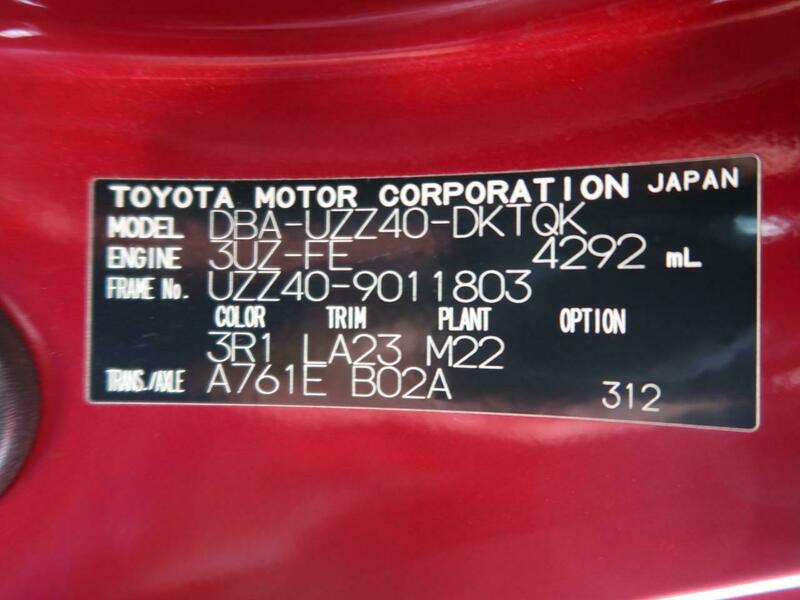 TOYOTA MOTOR CORPORATION JAPAN
MODEL DBA-UZZ40-DKTQK
ENGINE 3UZ-FE 4292 mL
FRAME No. UZZ40-9011803
COLOR TRIM PLANT OPTION
3R1 LA23 M22
TRANS./AXLE A761E B02A 312